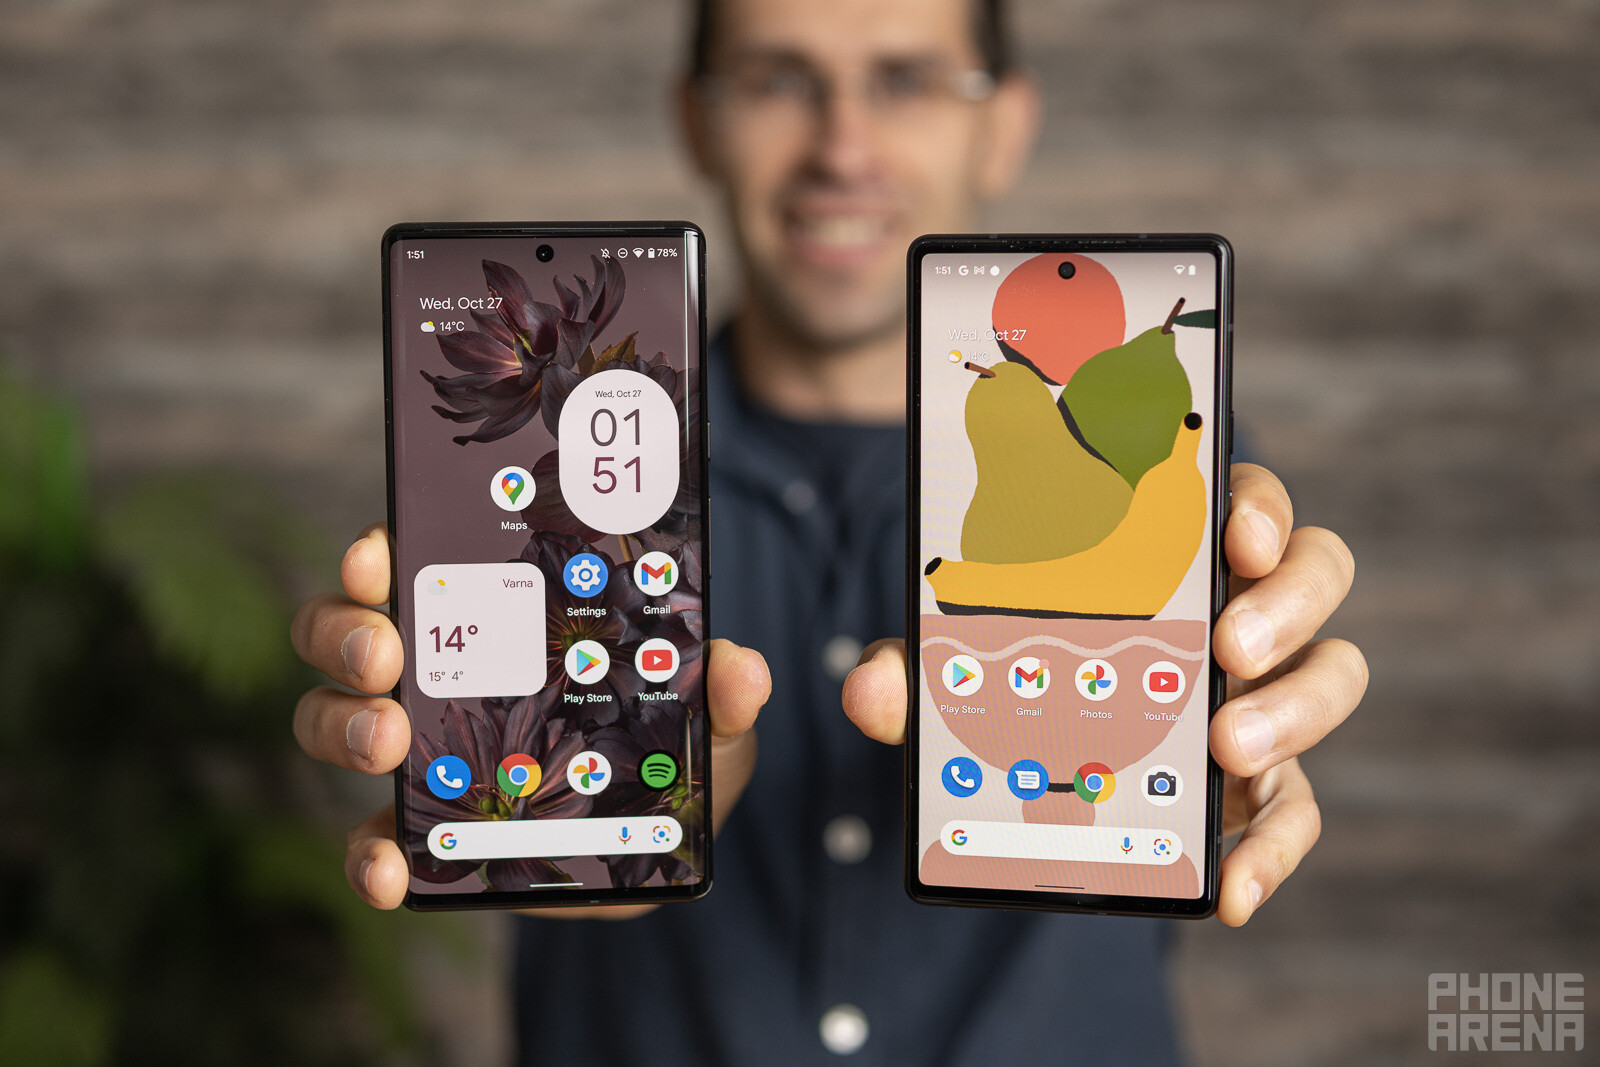 1:51
78%
Wed, Oct 27
14°C
Wed, Oct 27
01
51
Maps
Varna
14°
15° 4°
Settings
Gmail
Play Store
YouTube
1:51
Wed, Oct 27
14°C
Play Store
Gmail
Photos
YouTube
PHONE
ARENA